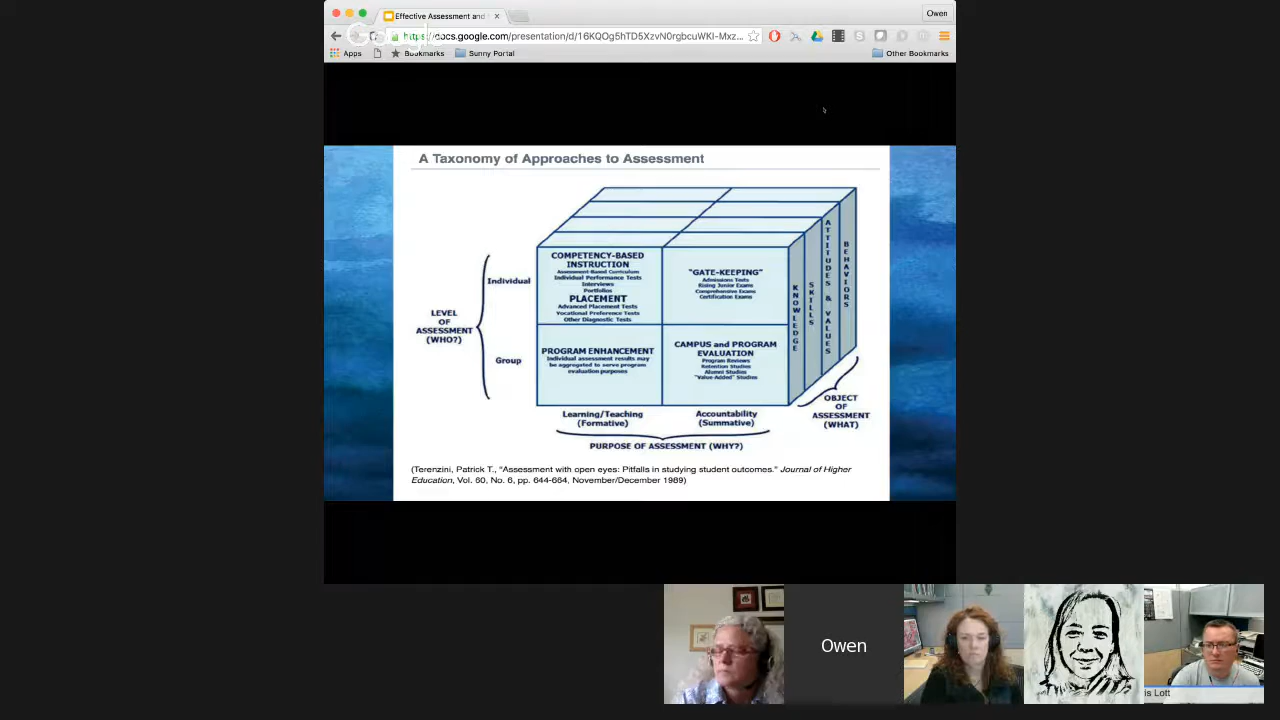 Effective Assessment and
Owen
https://docs.google.com/presentation/d/16KQOg5hTD5XzvN0rgbcuWKI-Mxz...
Apps
Bookmarks
Sunny Portal
Other Bookmarks
A Taxonomy of Approaches to Assessment
LEVEL
OF
ASSESSMENT
(WHO?)
Individual
Group
COMPETENCY-BASED
INSTRUCTION
Assessment-Based Curriculum
Individual Performance Tests
Interviews
Portfolios
PLACEMENT
Advanced Placement Tests
Vocational Preference Tests
Other Diagnostic Tests
"GATE-KEEPING"
Admissions Tests
Rising Junior Exams
Comprehensive Exams
Certification Exams
PROGRAM ENHANCEMENT
Individual assessment results may
be aggregated to serve program
evaluation purposes
CAMPUS and PROGRAM
EVALUATION
Program Reviews
Retention Studies
Alumni Studies
"Value-Added" Studies
KNOWLEDGE
SKILLS
ATTITUDES & VALUES
BEHAVIORS
OBJECT
OF
ASSESSMENT
(WHAT)
Learning/Teaching
(Formative)
Accountability
(Summative)
PURPOSE OF ASSESSMENT (WHY?)
(Terenzini, Patrick T., "Assessment with open eyes: Pitfalls in studying student outcomes." Journal of Higher
Education, Vol. 60, No. 6, pp. 644-664, November/December 1989)
Owen
is Lott